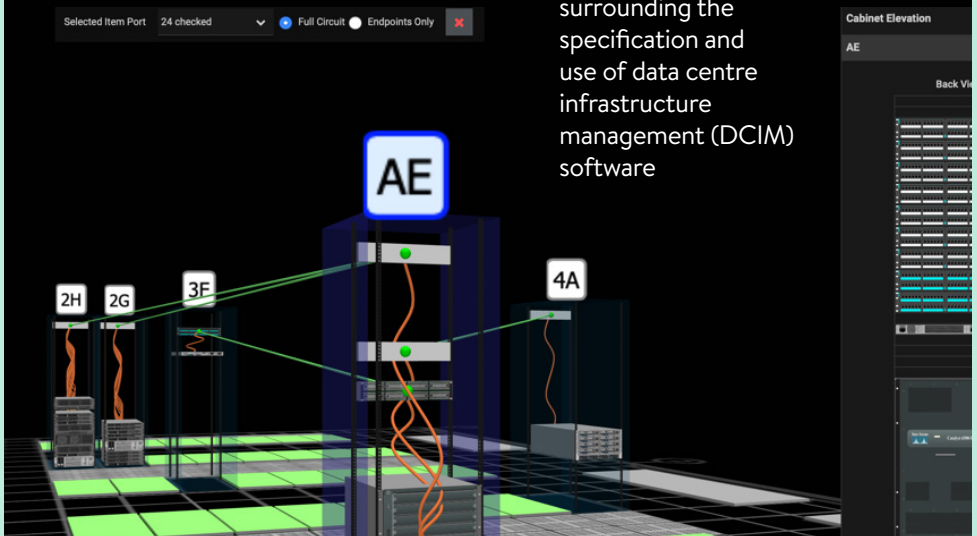 Selected Item Port 24 checked Full Circuit Endpoints Only
surrounding the
specification and
use of data centre
infrastructure
management (DCIM)
software
Cabinet Elevation
AE
Back Vie
AE
2H
2G
3F
4A